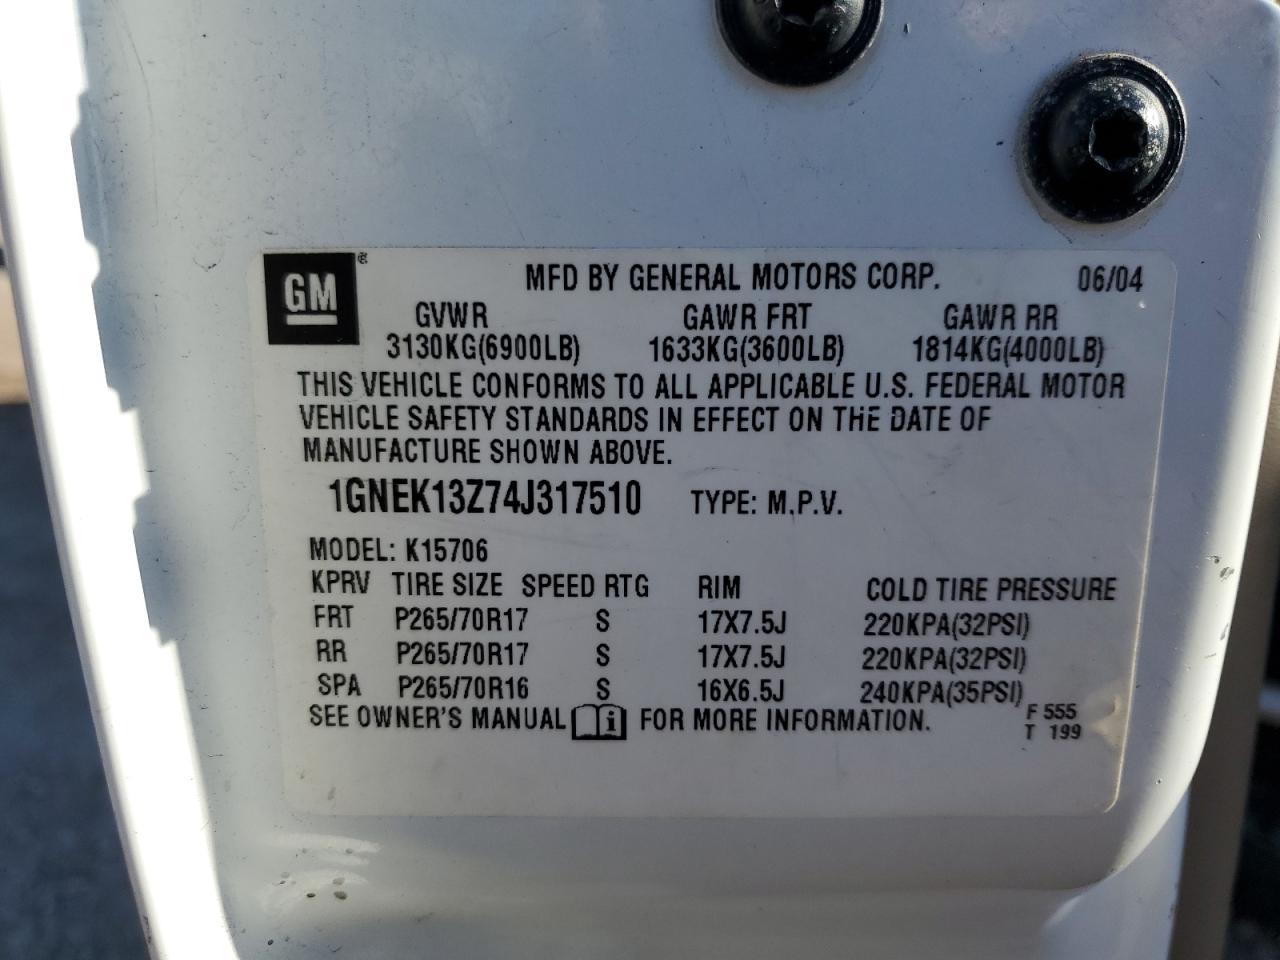 GM® MFD BY GENERAL MOTORS CORP. 06/04
GVWR GAWR FRT GAWR RR
3130KG(6900LB) 1633KG(3600LB) 1814KG(4000LB)
THIS VEHICLE CONFORMS TO ALL APPLICABLE U.S. FEDERAL MOTOR
VEHICLE SAFETY STANDARDS IN EFFECT ON THE DATE OF
MANUFACTURE SHOWN ABOVE.
1GNEK13Z74J317510 TYPE: M.P.V.
MODEL: K15706
KPRV TIRE SIZE SPEED RTG RIM COLD TIRE PRESSURE
FRT P265/70R17 S 17X7.5J 220KPA(32PSI)
RR P265/70R17 S 17X7.5J 220KPA(32PSI)
SPA P265/70R16 S 16X6.5J 240KPA(35PSI)
SEE OWNER'S MANUAL i FOR MORE INFORMATION.
F 555
T 199